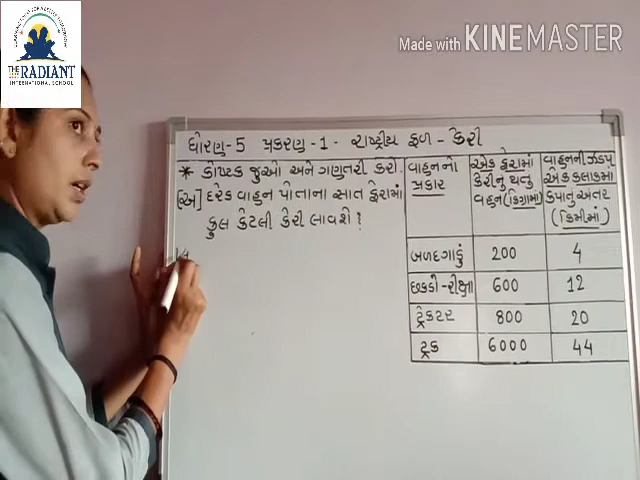 THE RADIANT
INTERNATIONAL SCHOOL
Made with KINEMASTER
ધોરણ-5 પ્રકરણ-1- રાષ્ટ્રીય ફળ-કેરી
* કોષ્ટક જુઓ અને ગણતરી કરો.
[અ] દરેક વાહન પોતાના સાત ફેરામાં
કુલ કેટલી કેરી લાવશે?
વાહનનો પ્રકાર
એક ફેરામાં કેરીનુ થતુ વહન (કિગ્રામાં)
વાહનની ઝડપ એક કલાકમાં કપાતુ અંતર (કિમીમાં)
બળદગાડું 200 4
છકડો-રીક્ષા 600 12
ટ્રેકટર 800 20
ટ્રક 6000 44